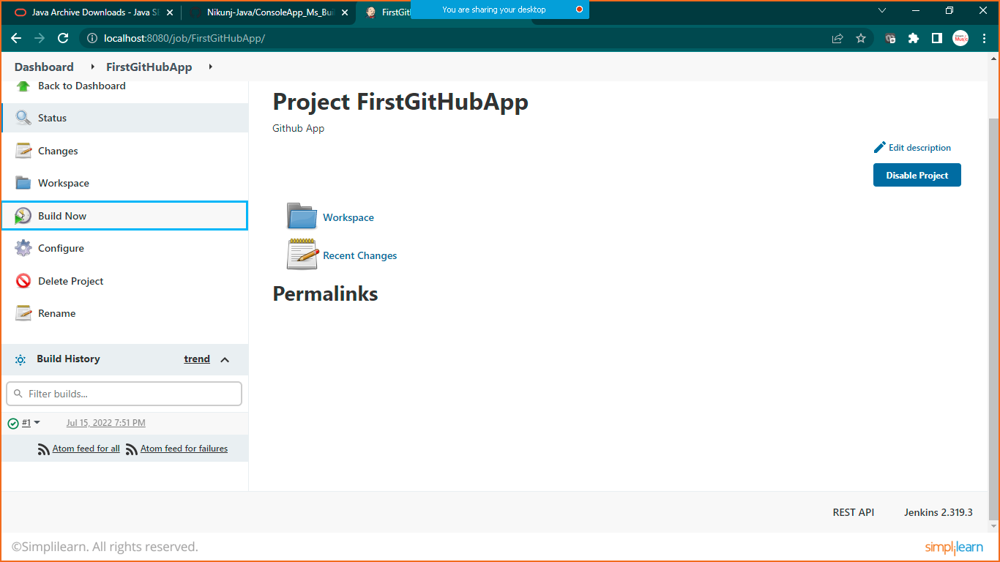 Java Archive Downloads - Java SE
Nikunj-Java/ConsoleApp_Ms_Bui
FirstGitH
You are sharing your desktop
localhost:8080/job/FirstGitHubApp/
Dashboard
FirstGitHubApp
Back to Dashboard
Status
Changes
Workspace
Build Now
Configure
Delete Project
Rename
Build History
trend
Filter builds...
#1
Jul 15, 2022 7:51 PM
Atom feed for all
Atom feed for failures
Project FirstGitHubApp
Github App
Edit description
Disable Project
Workspace
Recent Changes
Permalinks
REST API
Jenkins 2.319.3
©Simplilearn. All rights reserved.
simplilearn